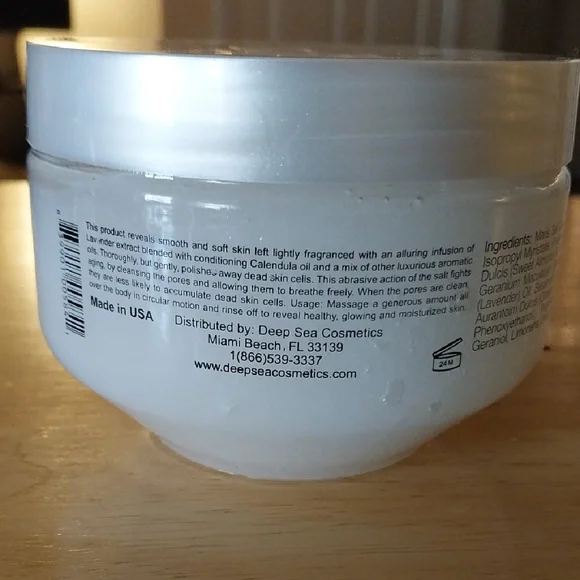 This product reveals smooth and soft skin left lightly fragranced with an alluring infusion of
Lavender extract blended with conditioning Calendula oil and a mix of other luxurious aromatic
oils. Thoroughly, but gently, polishes away dead skin cells. This abrasive action of the salt fights
aging, by cleansing the pores and allowing them to breathe freely. When the pores are clean,
they are less likely to accumulate dead skin cells. Usage: Massage a generous amount all
over the body in circular motion and rinse off to reveal healthy, glowing and moisturized skin.
Made in USA
Distributed by: Deep Sea Cosmetics
Miami Beach, FL 33139
1(866)539-3337
www.deepseacosmetics.com
24M
Ingredients: Maris
Isopropyl Myristate
Dulcis (Sweet
Geranium
(Lavender) Oil,
Aurantium
Phenoxyethanol
Geraniol, Limonene